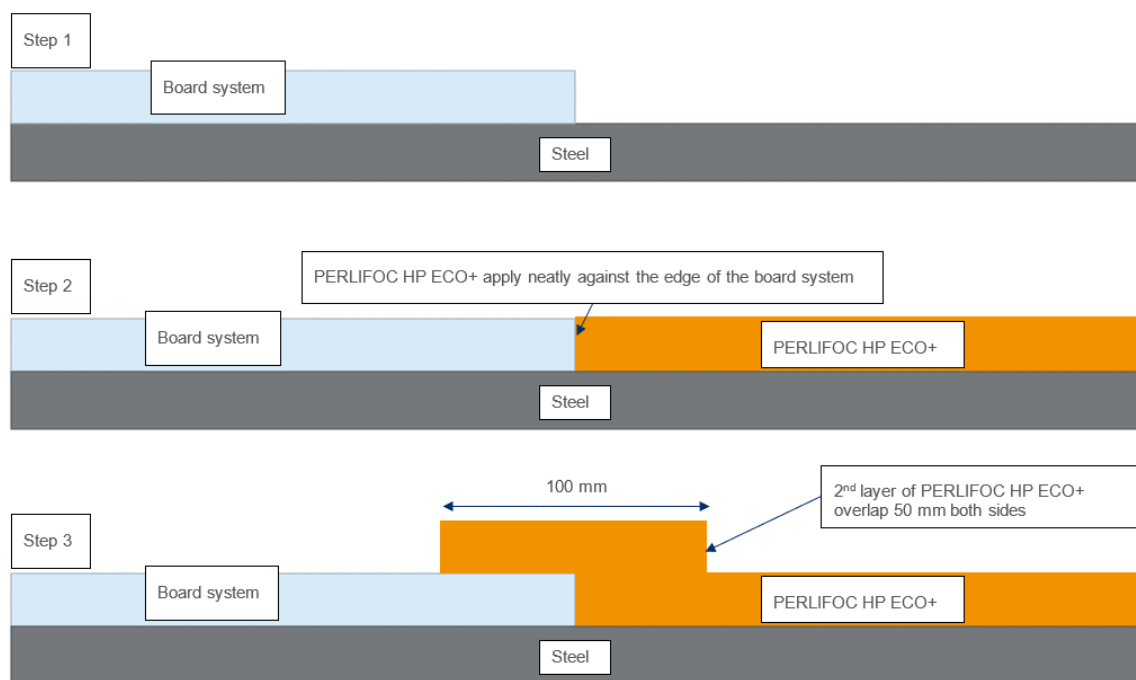 Step 1
Board system
Steel
PERLIFOC HP ECO+ apply neatly against the edge of the board system
Step 2
Board system
PERLIFOC HP ECO+
Steel
100 mm
2nd layer of PERLIFOC HP ECO+
overlap 50 mm both sides
Step 3
Board system
PERLIFOC HP ECO+
Steel